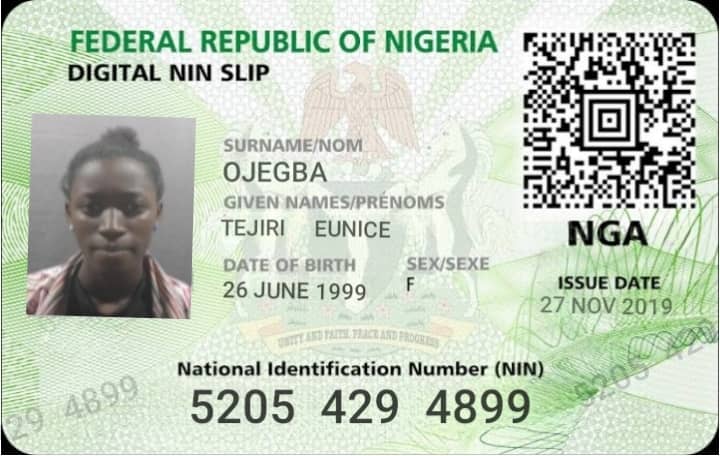 FEDERAL REPUBLIC OF NIGERIA
DIGITAL NIN SLIP
SURNAME/NOM
OJEGBA
GIVEN NAMES/PRÉNOMS
TEJIRI EUNICE
DATE OF BIRTH SEX/SEXE
26 JUNE 1999 F
NGA
ISSUE DATE
27 NOV 2019
UNITY AND FAITH, PEACE AND PROGRESS
National Identification Number (NIN)
5205 429 4899
29 4899
5205 429